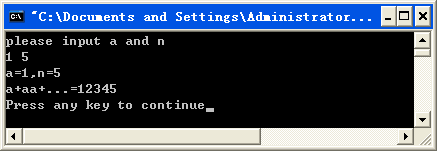 "C:\Documents and Settings\Administrator...
please input a and n
1 5
a=1,n=5
a+aa+...=12345
Press any key to continue